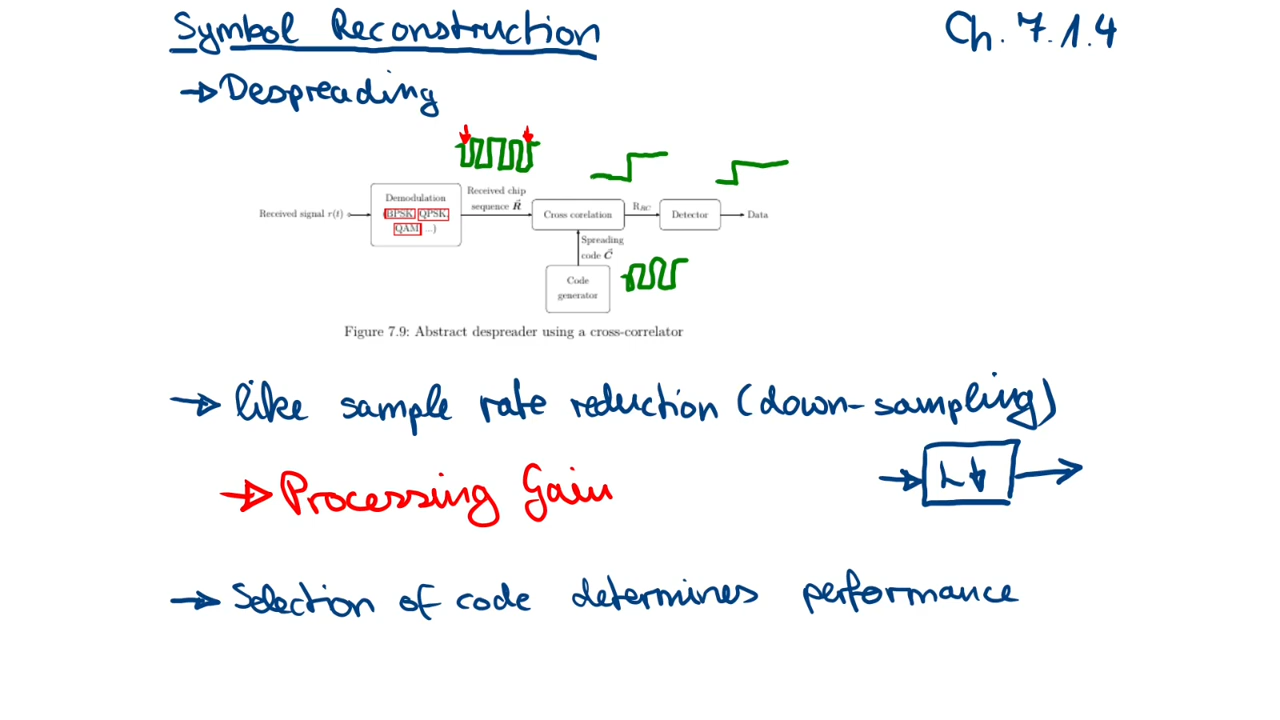 Symbol Reconstruction Ch. 7.1.4
→ Despreading
Received signal r(t)
Demodulation
(BPSK, QPSK,
QAM, ...)
Received chip
sequence R⃗
Cross corelation
R_RC
Detector
Data
Spreading
code C⃗
Code
generator
Figure 7.9: Abstract despreader using a cross-correlator
→ like sample rate reduction (down-sampling)
→ Processing Gain
L↓
→ Selection of code determines performance